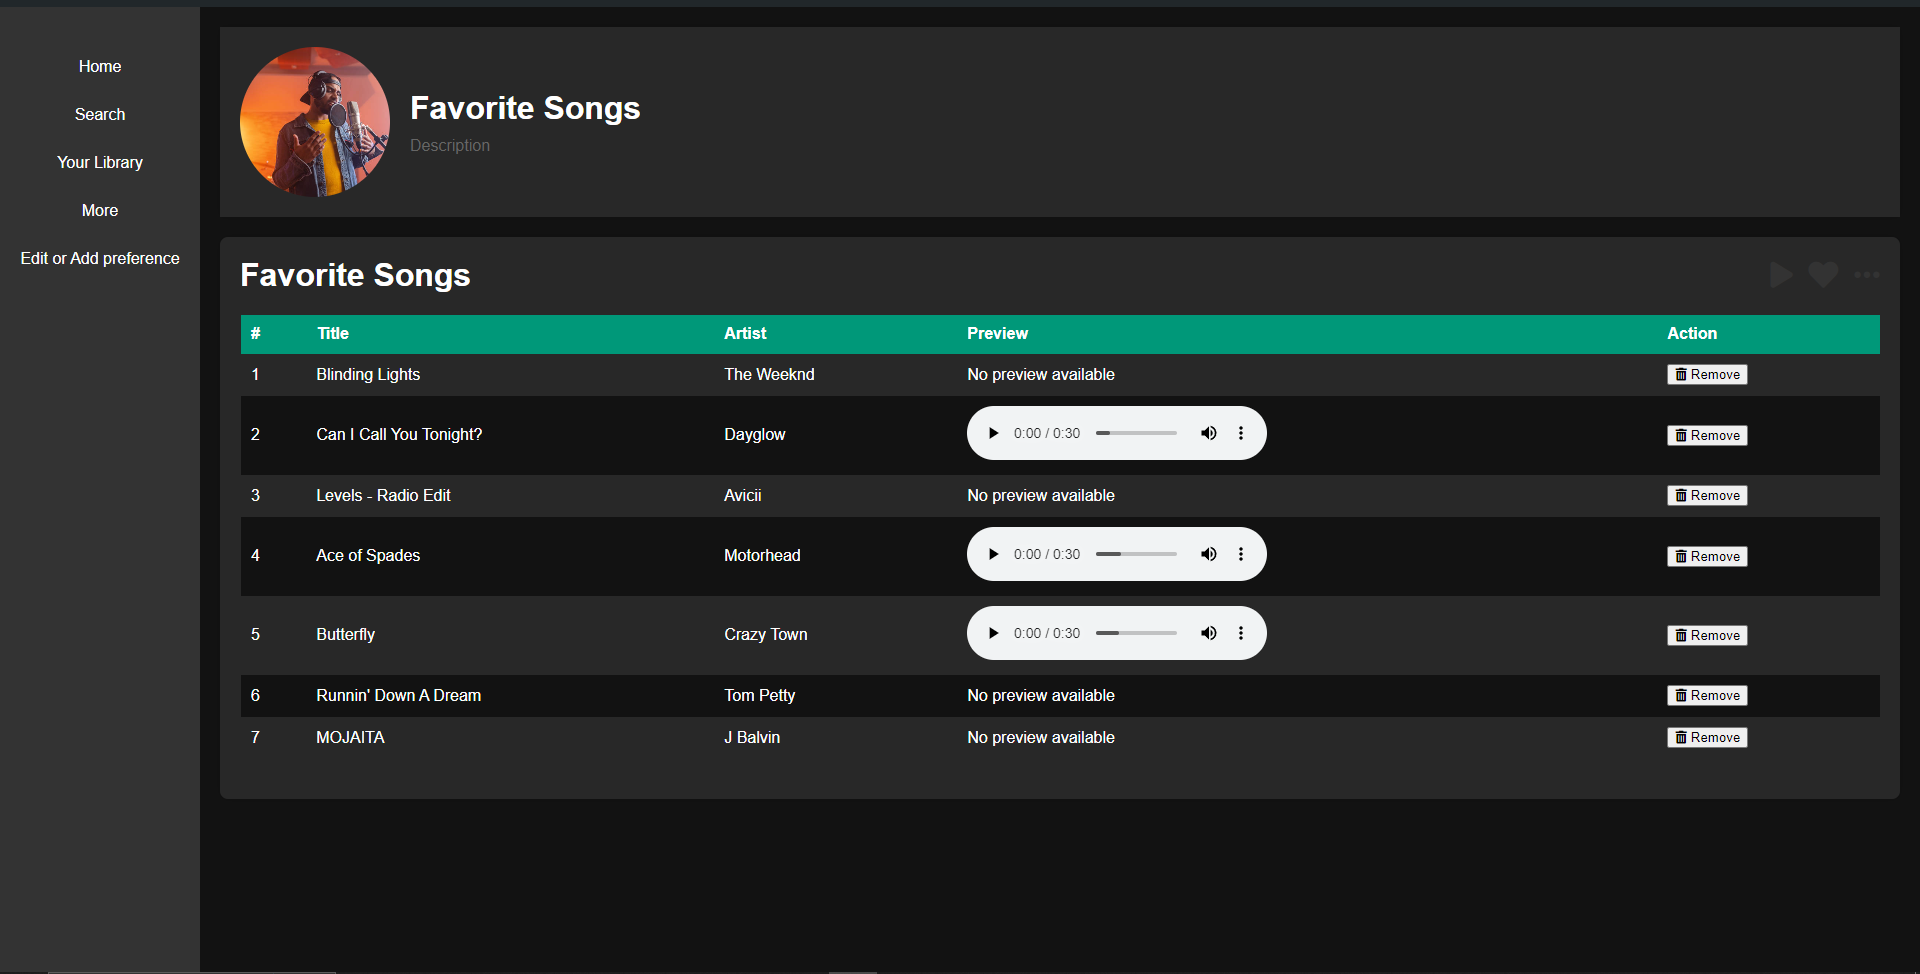 Home
Search
Your Library
More
Edit or Add preference
Favorite Songs
Description
Favorite Songs
# Title Artist Preview Action
1 Blinding Lights The Weeknd No preview available Remove
2 Can I Call You Tonight? Dayglow 0:00 / 0:30 Remove
3 Levels - Radio Edit Avicii No preview available Remove
4 Ace of Spades Motorhead 0:00 / 0:30 Remove
5 Butterfly Crazy Town 0:00 / 0:30 Remove
6 Runnin' Down A Dream Tom Petty No preview available Remove
7 MOJAITA J Balvin No preview available Remove